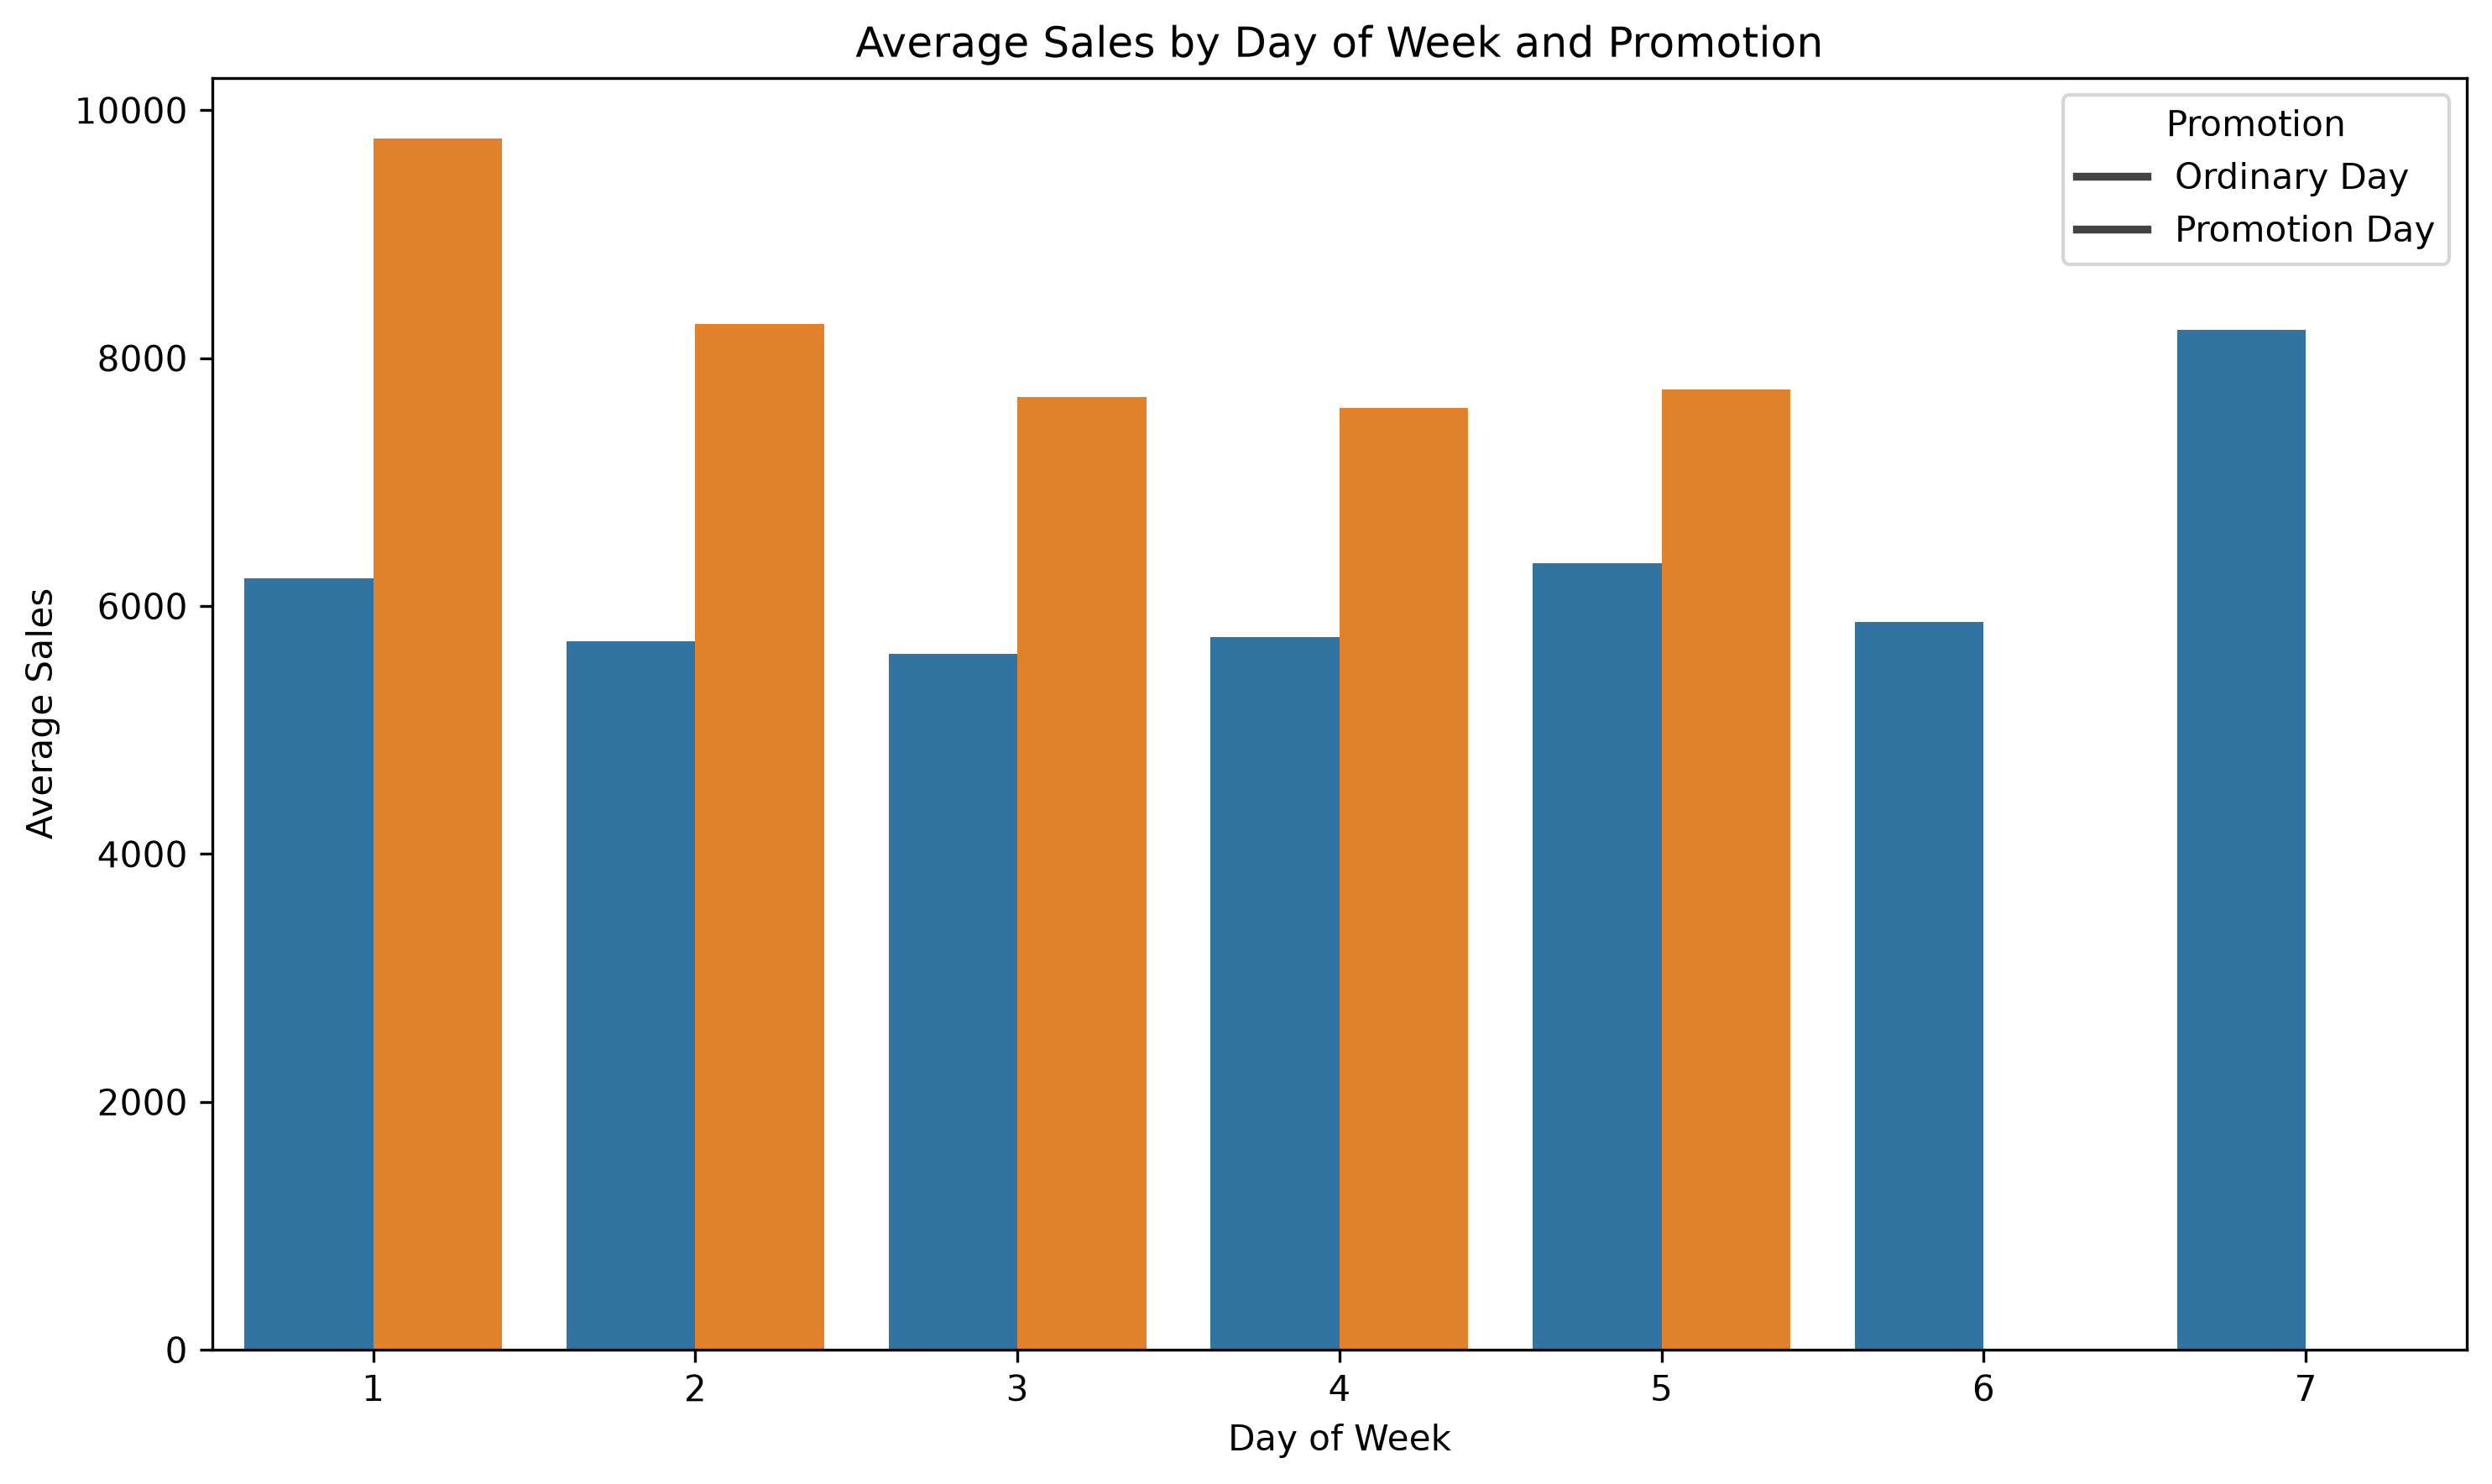 Average Sales by Day of Week and Promotion
Promotion
Ordinary Day
Promotion Day
Average Sales
10000
8000
6000
4000
2000
0
1 2 3 4 5 6 7
Day of Week